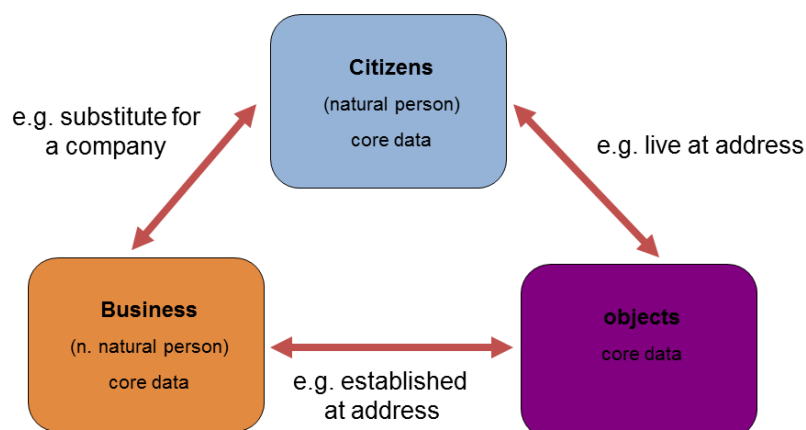 Citizens
(natural person)
core data
e.g. substitute for
a company
e.g. live at address
Business
(n. natural person)
core data
objects
core data
e.g. established
at address